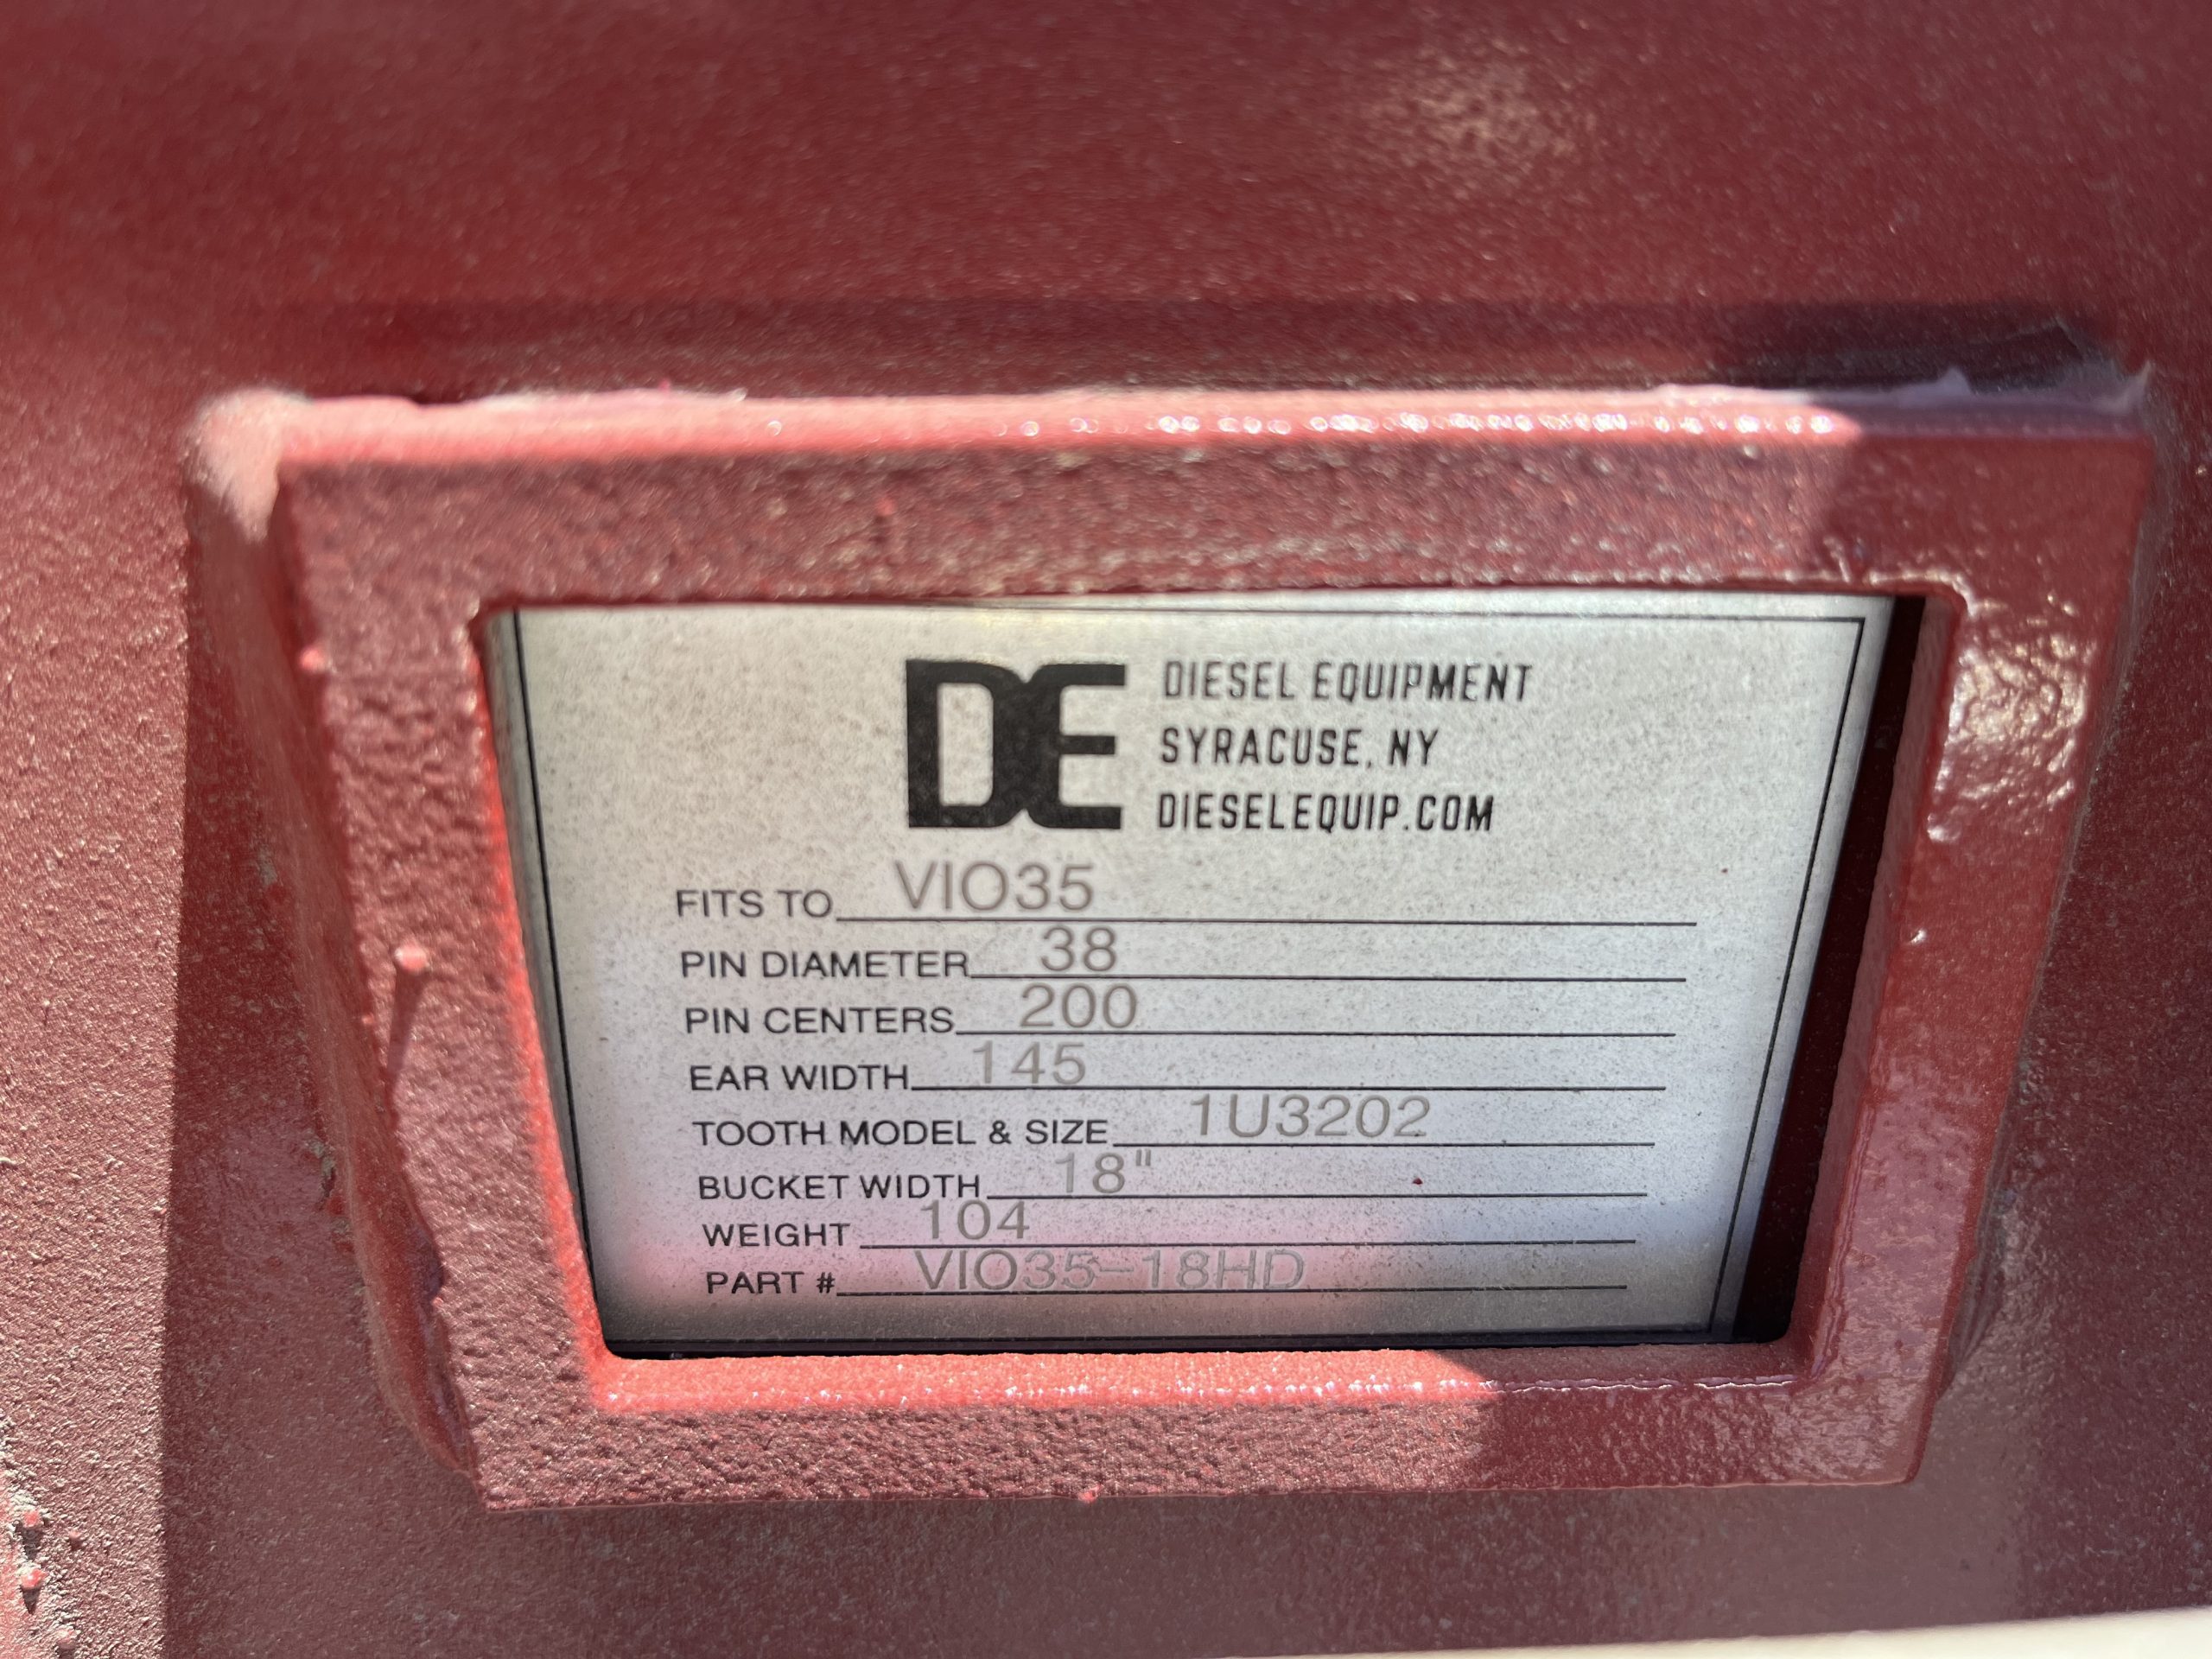 DE
DIESEL EQUIPMENT
SYRACUSE, NY
DIESELEQUIP.COM
FITS TO VIO35
PIN DIAMETER 38
PIN CENTERS 200
EAR WIDTH 145
TOOTH MODEL & SIZE 1U3202
BUCKET WIDTH 18"
WEIGHT 104
PART # VIO35-18HD